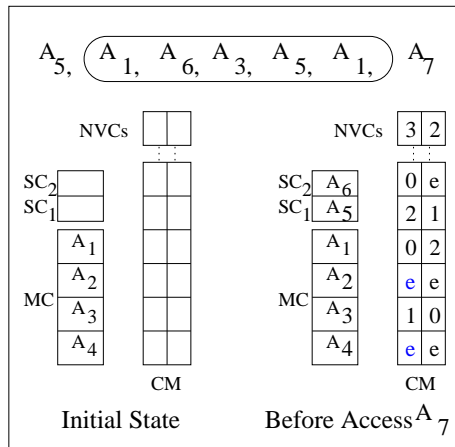 A5, A1, A6, A3, A5, A1, A7
NVCs NVCs 3 2
SC2 SC2 A6 0 e
SC1 SC1 A5 2 1
A1 A1 0 2
A2 A2 e e
MC MC
A3 A3 1 0
A4 A4 e e
CM CM
Initial State Before Access A7